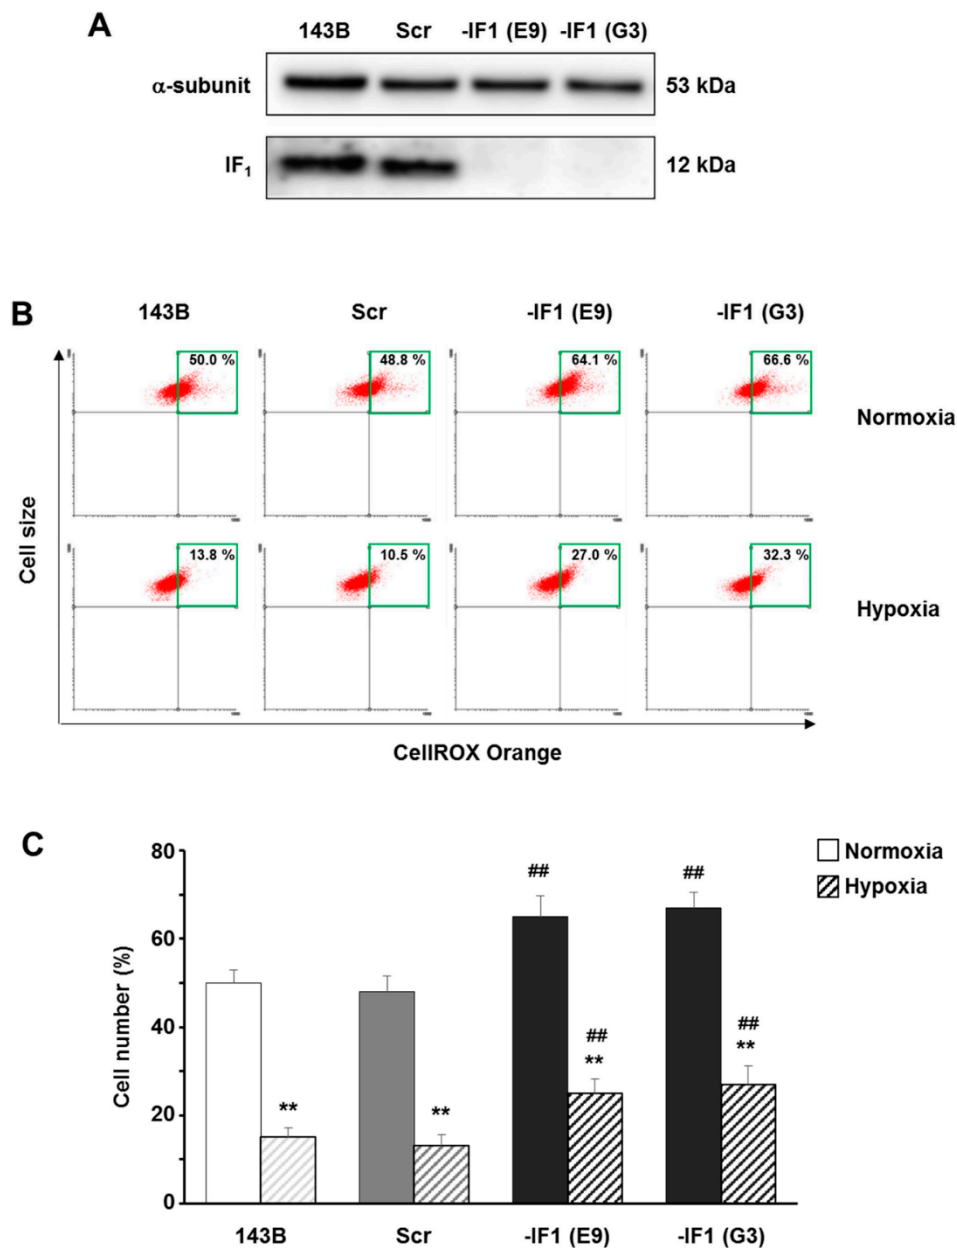 A
143B Scr -IF1 (E9) -IF1 (G3)
α-subunit 53 kDa
IF1 12 kDa
B
143B Scr -IF1 (E9) -IF1 (G3)
50.0 % 48.8 % 64.1 % 66.6 %
Normoxia
13.8 % 10.5 % 27.0 % 32.3 %
Hypoxia
Cell size
CellROX Orange
C
Normoxia
Hypoxia
Cell number (%)
80
60
40
20
0
## ##
## ##
** ** ** **
143B Scr -IF1 (E9) -IF1 (G3)